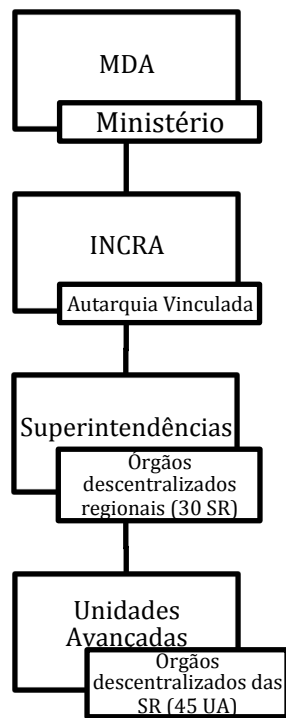 MDA
Ministério
INCRA
Autarquia Vinculada
Superintendências
Órgãos
descentralizados
regionais (30 SR)
Unidades
Avançadas
Órgãos
descentralizados das
SR (45 UA)